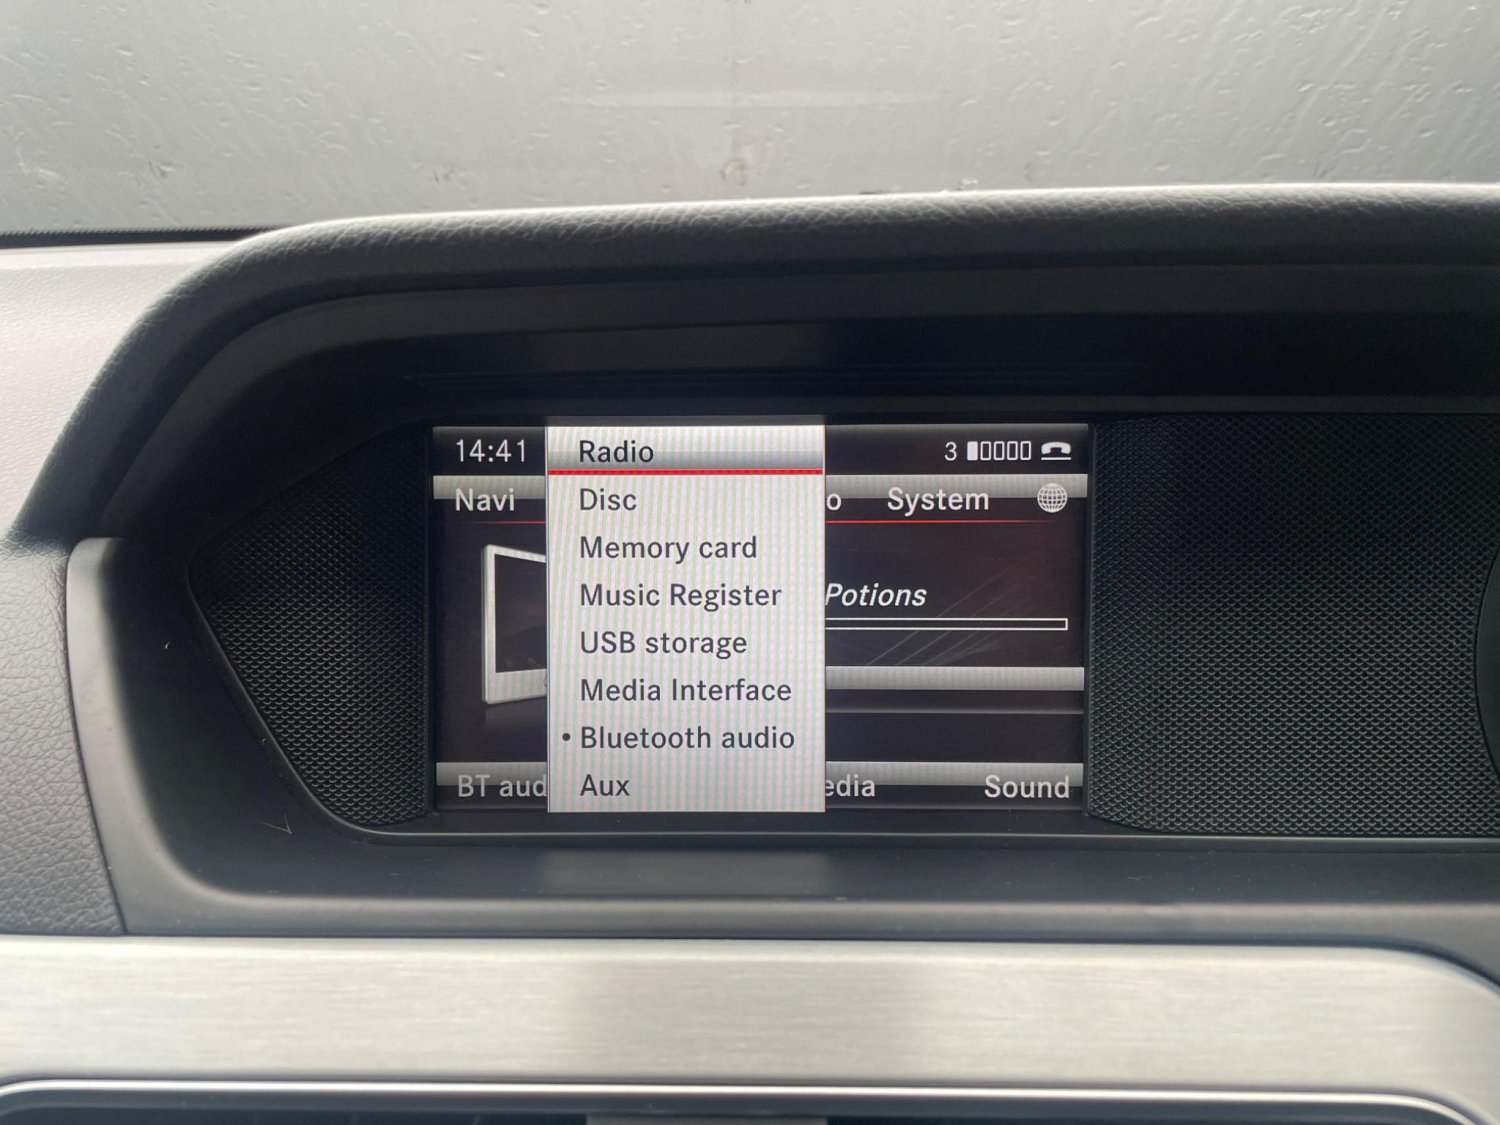 14:41
Radio
3
Navi
Disc
o
System
Memory card
Music Register
Potions
USB storage
Media Interface
• Bluetooth audio
BT aud
Aux
edia
Sound